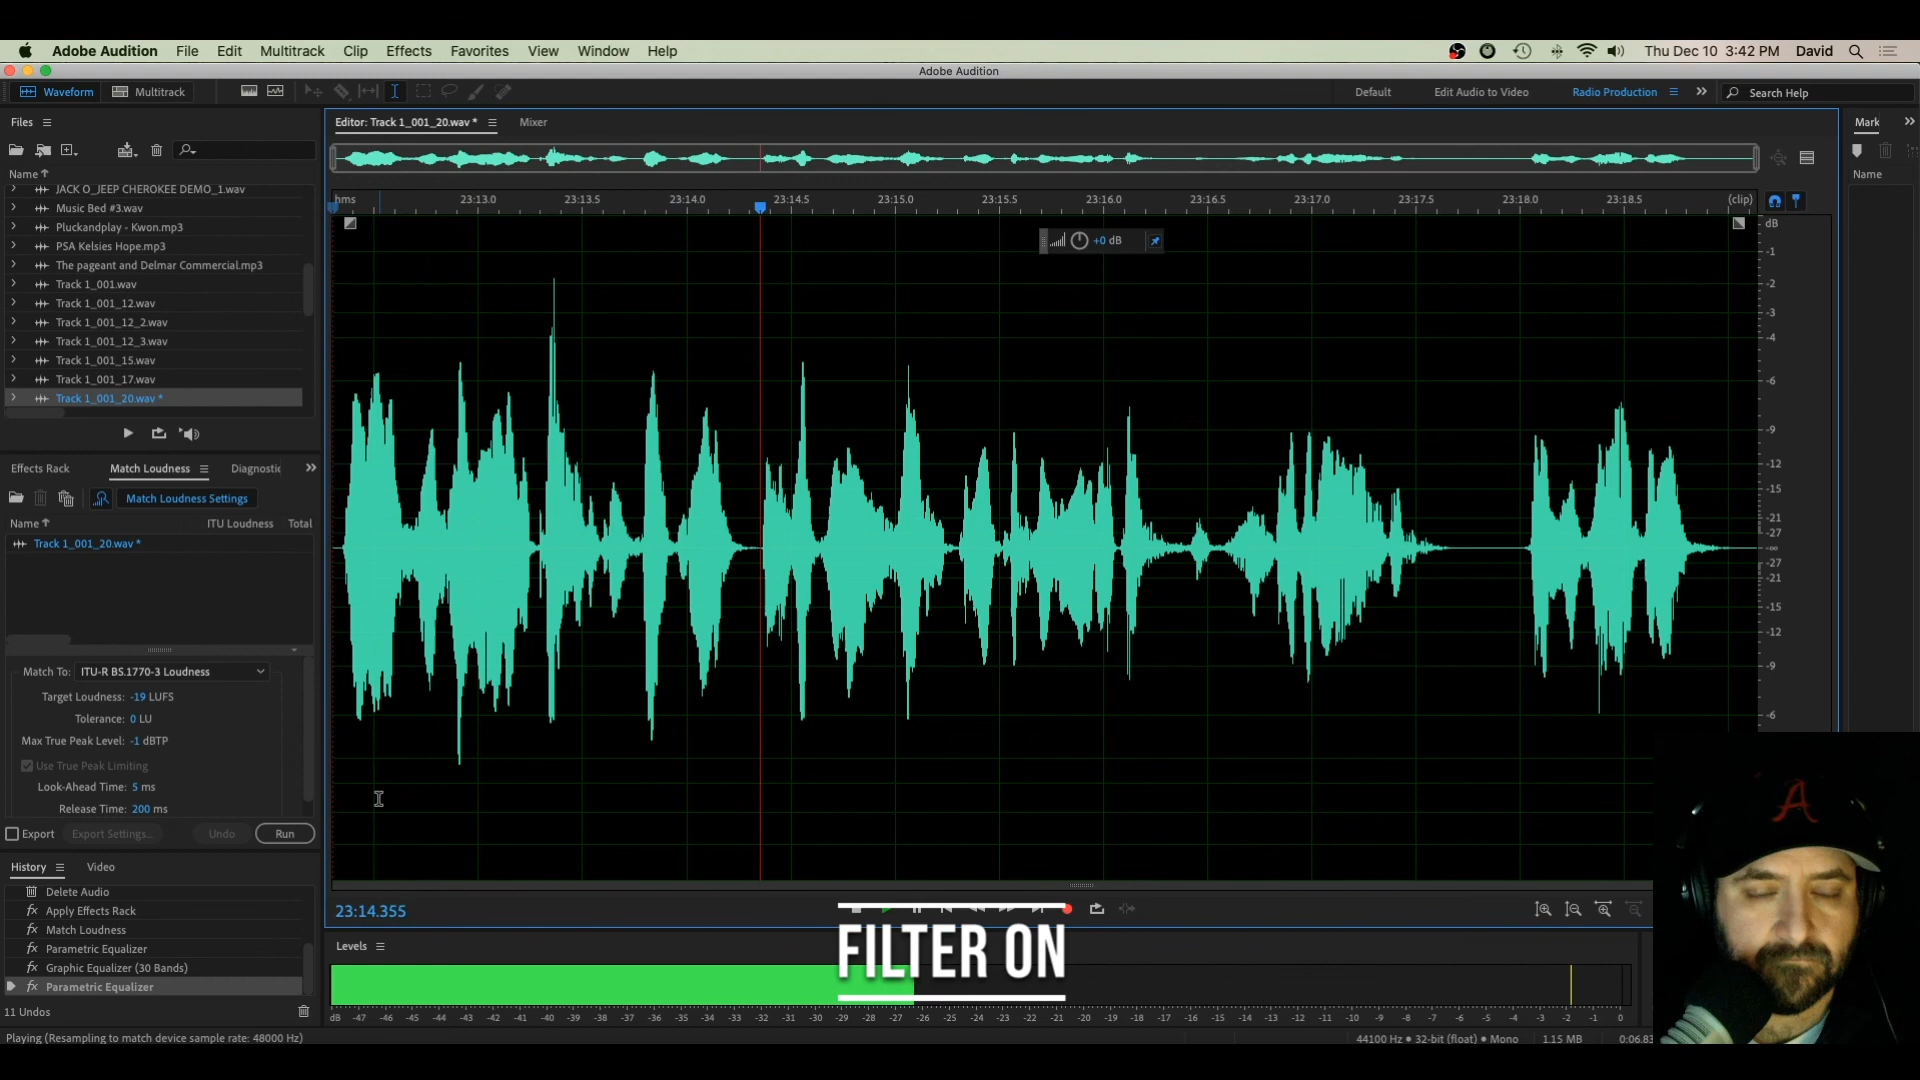 Adobe Audition File Edit Multitrack Clip Effects Favorites View Window Help Thu Dec 10 3:42 PM David
Adobe Audition
Waveform Multitrack Default Edit Audio to Video Radio Production Search Help
Files
Name
JACK O_JEEP CHEROKEE DEMO_1.wav
Music Bed #3.wav
Pluckandplay - Kwon.mp3
PSA Kelsies Hope.mp3
The pageant and Delmar Commercial.mp3
Track 1_001.wav
Track 1_001_12.wav
Track 1_001_12_2.wav
Track 1_001_12_3.wav
Track 1_001_15.wav
Track 1_001_17.wav
Track 1_001_20.wav *
Effects Rack Match Loudness Diagnostic
Match Loudness Settings
Name ITU Loudness Total
Track 1_001_20.wav *
Match To: ITU-R BS.1770-3 Loudness
Target Loudness: -19 LUFS
Tolerance: 0 LU
Max True Peak Level: -1 dBTP
Use True Peak Limiting
Look-Ahead Time: 5 ms
Release Time: 200 ms
Export Export Settings... Undo Run
History Video
Delete Audio
fx Apply Effects Rack
fx Match Loudness
fx Parametric Equalizer
fx Graphic Equalizer (30 Bands)
fx Parametric Equalizer
11 Undos
Playing (Resampling to match device sample rate: 48000 Hz)
Editor: Track 1_001_20.wav * Mixer
hms 23:13.0 23:13.5 23:14.0 23:14.5 23:15.0 23:15.5 23:16.0 23:16.5 23:17.0 23:17.5 23:18.0 23:18.5 (clip)
+0 dB
dB
-1
-2
-3
-4
-6
-9
-12
-15
-21
-27
-∞
-27
-21
-15
-12
-9
-6
23:14.355
Levels
FILTER ON
dB -47 -46 -45 -44 -43 -42 -41 -40 -39 -38 -37 -36 -35 -34 -33 -32 -31 -30 -29 -28 -27 -26 -25 -24 -23 -22 -21 -20 -19 -18 -17 -16 -15 -14 -13 -12 -11 -10 -9 -8 -7 -6 -5 -4 -3 -2 -1 0
44100 Hz • 32-bit (float) • Mono 1.15 MB 0:06.83
Mark
Name
A